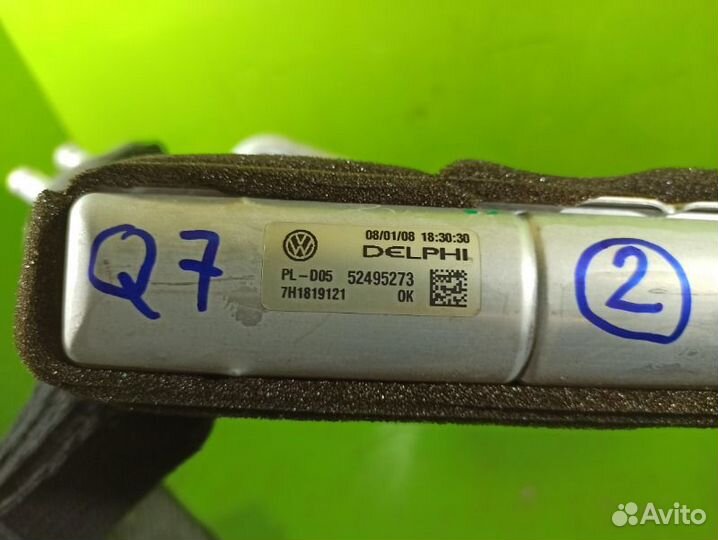 Q7
08/01/08 18:30:30
DELPHI
PL-D05 52495273
7H1819121 OK
2
Avito